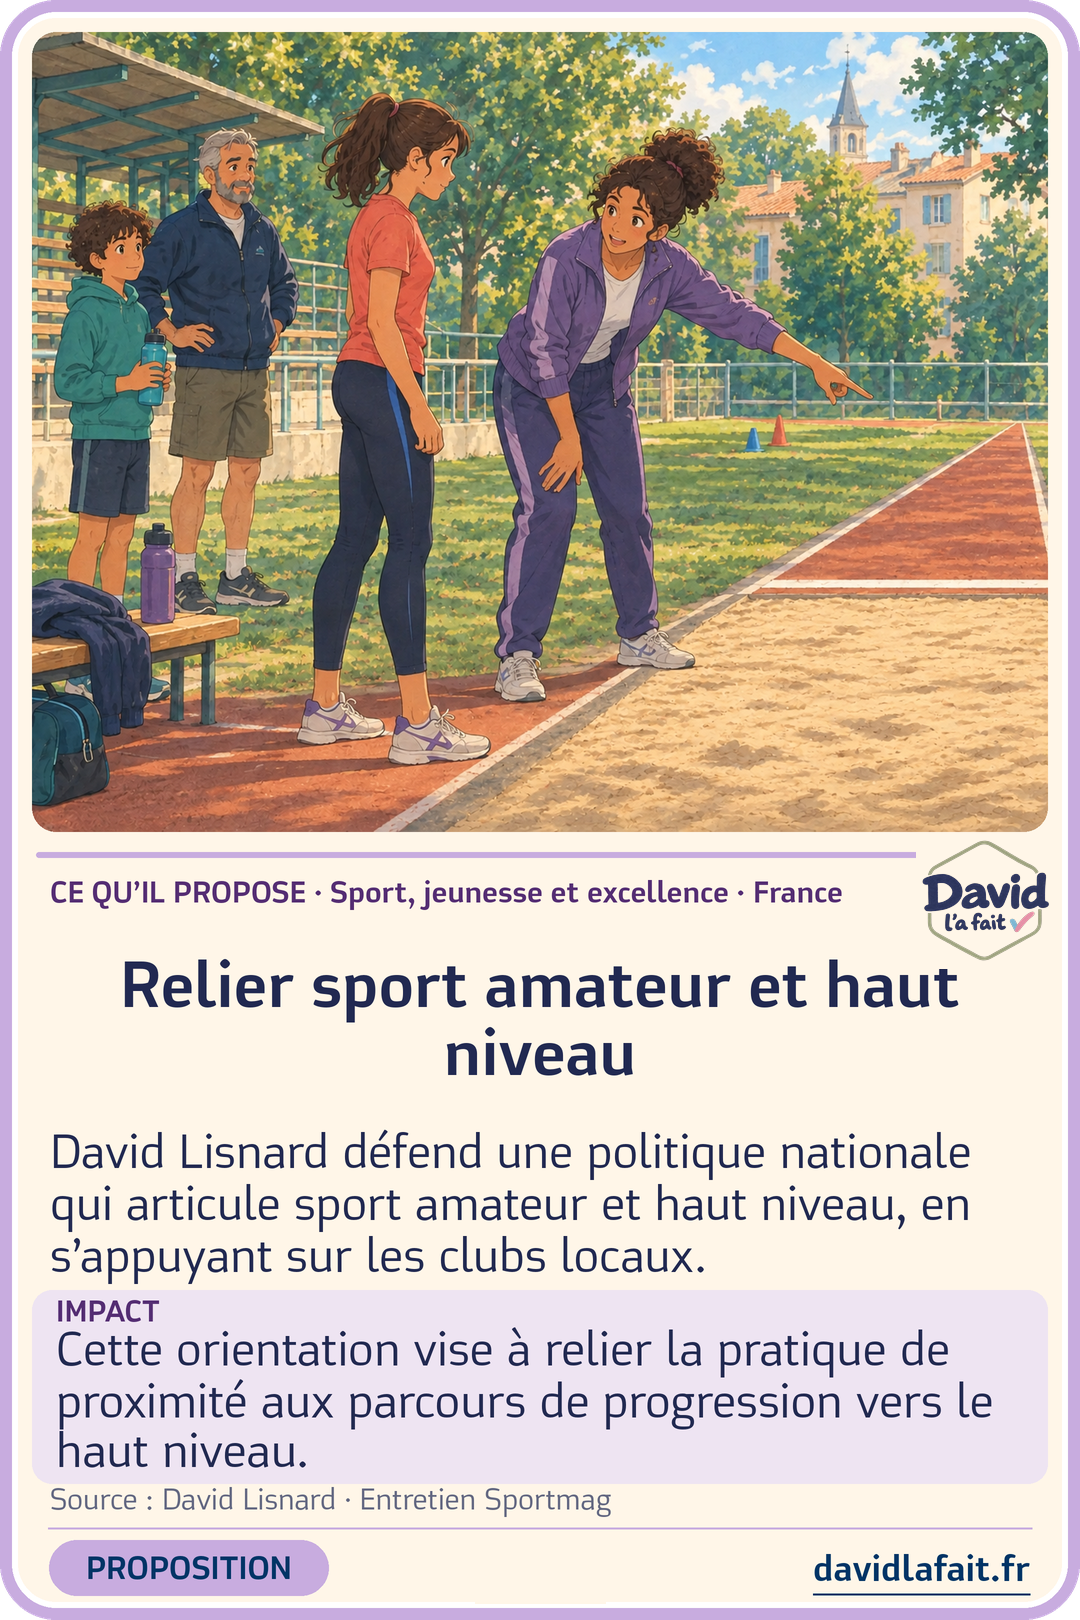 CE QU’IL PROPOSE · Sport, jeunesse et excellence · France
David
l’a fait
Relier sport amateur et haut
niveau
David Lisnard défend une politique nationale
qui articule sport amateur et haut niveau, en
s’appuyant sur les clubs locaux.
IMPACT
Cette orientation vise à relier la pratique de
proximité aux parcours de progression vers le
haut niveau.
Source : David Lisnard · Entretien Sportmag
PROPOSITION
davidlafait.fr